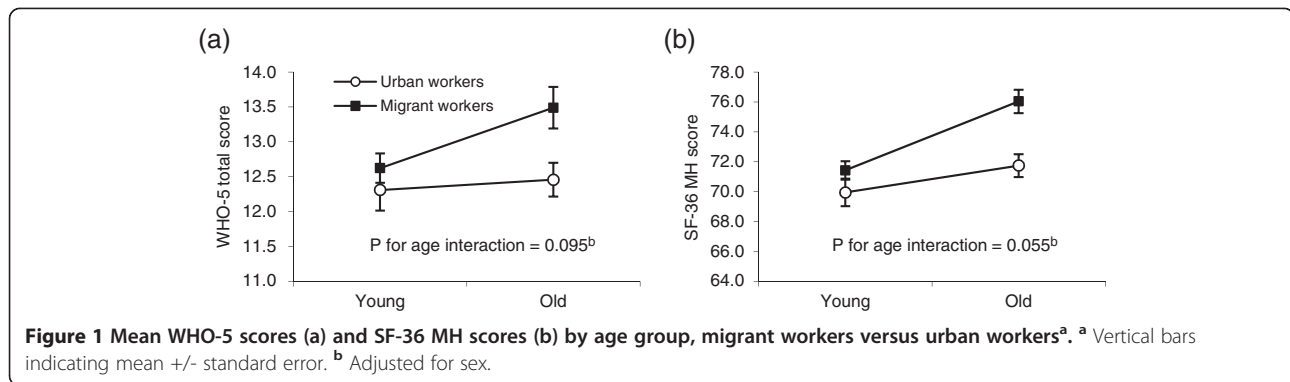 (a)
WHO-5 total score
14.0
13.5
13.0
12.5
12.0
11.5
11.0
Urban workers
Migrant workers
P for age interaction = 0.095b
Young Old
(b)
SF-36 MH score
78.0
76.0
74.0
72.0
70.0
68.0
66.0
64.0
P for age interaction = 0.055b
Young Old
Figure 1 Mean WHO-5 scores (a) and SF-36 MH scores (b) by age group, migrant workers versus urban workersa. a Vertical bars
indicating mean +/- standard error. b Adjusted for sex.